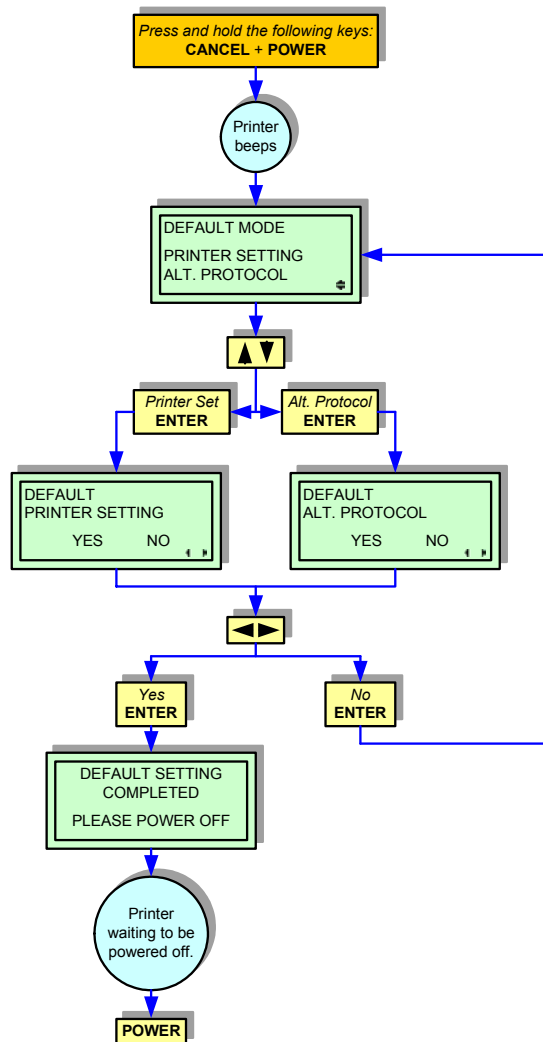 Press and hold the following keys:
CANCEL + POWER
Printer
beeps
DEFAULT MODE
PRINTER SETTING
ALT. PROTOCOL
Printer Set
ENTER
Alt. Protocol
ENTER
DEFAULT
PRINTER SETTING
YES NO
DEFAULT
ALT. PROTOCOL
YES NO
Yes
ENTER
No
ENTER
DEFAULT SETTING
COMPLETED
PLEASE POWER OFF
Printer
waiting to be
powered off.
POWER